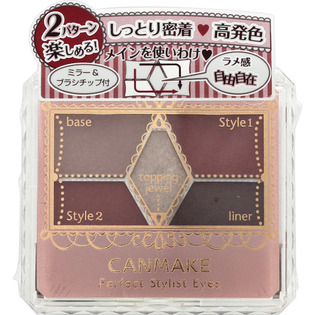 2パターン
楽しめる!
しっとり密着♥高発色
メインを使いわけ♥
ミラー&
ブラシチップ付
ラメ感
自由自在
base
Style1
topping
jewel
Style2
liner
CANMAKE
Perfect Stylist Eyes